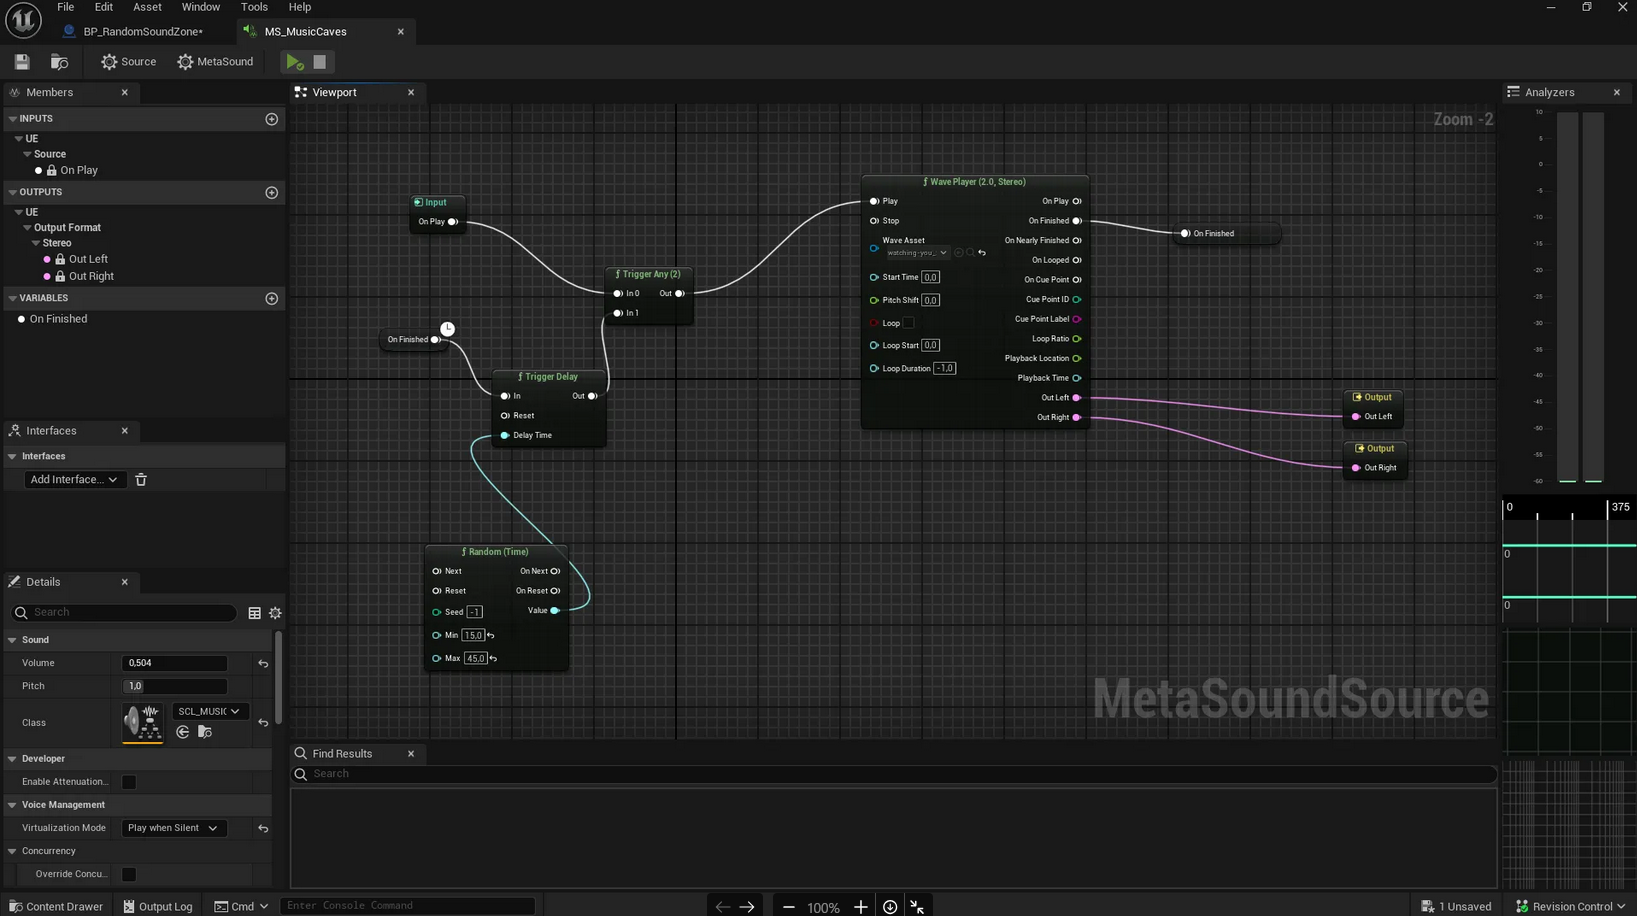 File Edit Asset Window Tools Help
BP_RandomSoundZone*
MS_MusicCaves
Source
MetaSound
Members
INPUTS
UE
Source
On Play
OUTPUTS
UE
Output Format
Stereo
Out Left
Out Right
VARIABLES
On Finished
Interfaces
Interfaces
Add Interface...
Details
Search
Sound
Volume 0,504
Pitch 1,0
Class SCL_MUSIC
Developer
Enable Attenuation...
Voice Management
Virtualization Mode Play when Silent
Concurrency
Override Concu...
Viewport
Zoom -2
Input
On Play
Trigger Any (2)
In 0 Out
In 1
On Finished
Trigger Delay
In Out
Reset
Delay Time
Random (Time)
Next On Next
Reset On Reset
Seed -1 Value
Min 15,0
Max 45,0
Wave Player (2.0, Stereo)
Play On Play
Stop On Finished
Wave Asset On Nearly Finished
watching-you_
On Looped
Start Time 0,0 On Cue Point
Pitch Shift 0,0 Cue Point ID
Loop Cue Point Label
Loop Start 0,0 Loop Ratio
Loop Duration -1,0 Playback Location
Playback Time
Out Left
Out Right
On Finished
Output
Out Left
Output
Out Right
MetaSoundSource
Find Results
Search
Analyzers
10
5
0
-5
-10
-15
-20
-25
-30
-35
-40
-45
-50
-55
-60
0 375
0
0
Content Drawer Output Log Cmd Enter Console Command 100% 1 Unsaved Revision Control